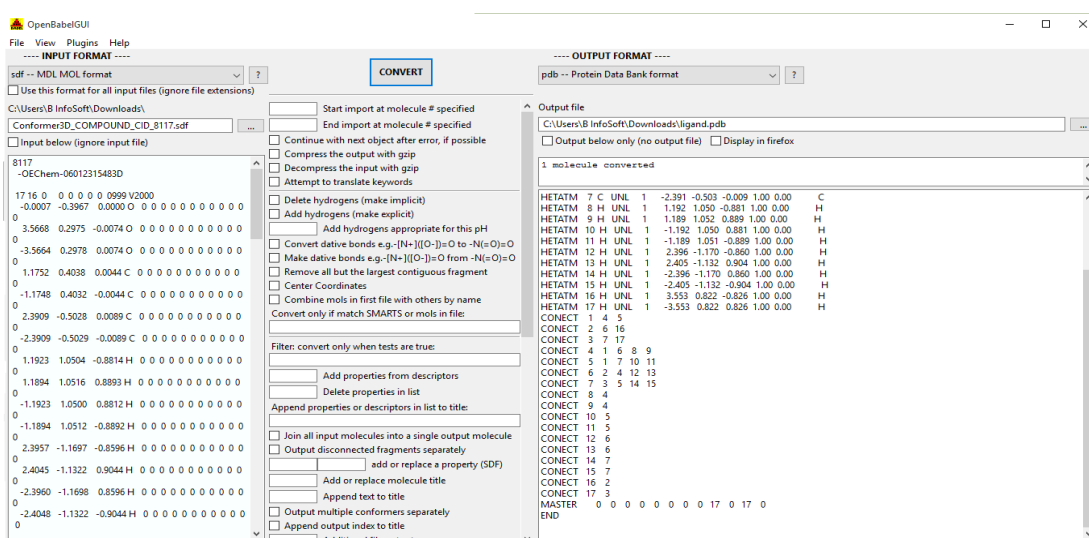 OpenBabelGUI
File View Plugins Help
---- INPUT FORMAT ----
sdf -- MDL MOL format
?
Use this format for all input files (ignore file extensions)
C:\Users\B InfoSoft\Downloads\
Conformer3D_COMPOUND_CID_8117.sdf
...
Input below (ignore input file)
8117
-OEChem-06012315483D
17 16 0 0 0 0 0 0 0999 V2000
-0.0007 -0.3967 0.0000 O 0 0 0 0 0 0 0 0 0 0 0
0
3.5668 0.2975 -0.0074 O 0 0 0 0 0 0 0 0 0 0 0
0
-3.5664 0.2978 0.0074 O 0 0 0 0 0 0 0 0 0 0 0
0
1.1752 0.4038 0.0044 C 0 0 0 0 0 0 0 0 0 0 0
0
-1.1748 0.4032 -0.0044 C 0 0 0 0 0 0 0 0 0 0 0
0
2.3909 -0.5028 0.0089 C 0 0 0 0 0 0 0 0 0 0 0
0
-2.3909 -0.5029 -0.0089 C 0 0 0 0 0 0 0 0 0 0 0
0
1.1923 1.0504 -0.8814 H 0 0 0 0 0 0 0 0 0 0 0
0
1.1894 1.0516 0.8893 H 0 0 0 0 0 0 0 0 0 0 0
0
-1.1923 1.0500 0.8812 H 0 0 0 0 0 0 0 0 0 0 0
0
-1.1894 1.0512 -0.8892 H 0 0 0 0 0 0 0 0 0 0 0
0
2.3957 -1.1697 -0.8596 H 0 0 0 0 0 0 0 0 0 0 0
0
2.4045 -1.1322 0.9044 H 0 0 0 0 0 0 0 0 0 0 0
0
-2.3960 -1.1698 0.8596 H 0 0 0 0 0 0 0 0 0 0 0
0
-2.4048 -1.1322 -0.9044 H 0 0 0 0 0 0 0 0 0 0 0
0
CONVERT
Start import at molecule # specified
End import at molecule # specified
Continue with next object after error, if possible
Compress the output with gzip
Decompress the input with gzip
Attempt to translate keywords
Delete hydrogens (make implicit)
Add hydrogens (make explicit)
Add hydrogens appropriate for this pH
Convert dative bonds e.g.-[N+]([O-])=O to -N(=O)=O
Make dative bonds e.g.-[N+]([O-])=O from -N(=O)=O
Remove all but the largest contiguous fragment
Center Coordinates
Combine mols in first file with others by name
Convert only if match SMARTS or mols in file:
Filter: convert only when tests are true:
Add properties from descriptors
Delete properties in list
Append properties or descriptors in list to title:
Join all input molecules into a single output molecule
Output disconnected fragments separately
add or replace a property (SDF)
Add or replace molecule title
Append text to title
Output multiple conformers separately
Append output index to title
---- OUTPUT FORMAT ----
pdb -- Protein Data Bank format
?
Output file
C:\Users\B InfoSoft\Downloads\ligand.pdb
...
Output below only (no output file) Display in firefox
1 molecule converted
HETATM 7 C UNL 1 -2.391 -0.503 -0.009 1.00 0.00 C
HETATM 8 H UNL 1 1.192 1.050 -0.881 1.00 0.00 H
HETATM 9 H UNL 1 1.189 1.052 0.889 1.00 0.00 H
HETATM 10 H UNL 1 -1.192 1.050 0.881 1.00 0.00 H
HETATM 11 H UNL 1 -1.189 1.051 -0.889 1.00 0.00 H
HETATM 12 H UNL 1 2.396 -1.170 -0.860 1.00 0.00 H
HETATM 13 H UNL 1 2.405 -1.132 0.904 1.00 0.00 H
HETATM 14 H UNL 1 -2.396 -1.170 0.860 1.00 0.00 H
HETATM 15 H UNL 1 -2.405 -1.132 -0.904 1.00 0.00 H
HETATM 16 H UNL 1 3.553 0.822 -0.826 1.00 0.00 H
HETATM 17 H UNL 1 -3.553 0.822 0.826 1.00 0.00 H
CONECT 1 4 5
CONECT 2 6 16
CONECT 3 7 17
CONECT 4 1 6 8 9
CONECT 5 1 7 10 11
CONECT 6 2 4 12 13
CONECT 7 3 5 14 15
CONECT 8 4
CONECT 9 4
CONECT 10 5
CONECT 11 5
CONECT 12 6
CONECT 13 6
CONECT 14 7
CONECT 15 7
CONECT 16 2
CONECT 17 3
MASTER 0 0 0 0 0 0 0 0 17 0 17 0
END